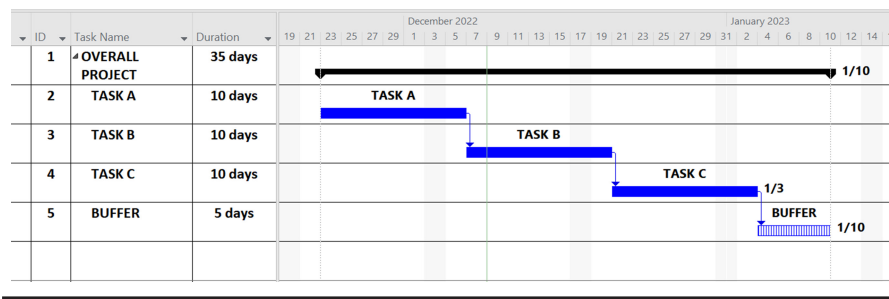 December 2022 January 2023
ID Task Name Duration 19 21 23 25 27 29 1 3 5 7 9 11 13 15 17 19 21 23 25 27 29 31 2 4 6 8 10 12 14
1 OVERALL 35 days
PROJECT 1/10
2 TASK A 10 days TASK A
3 TASK B 10 days TASK B
4 TASK C 10 days TASK C
1/3
5 BUFFER 5 days BUFFER
1/10